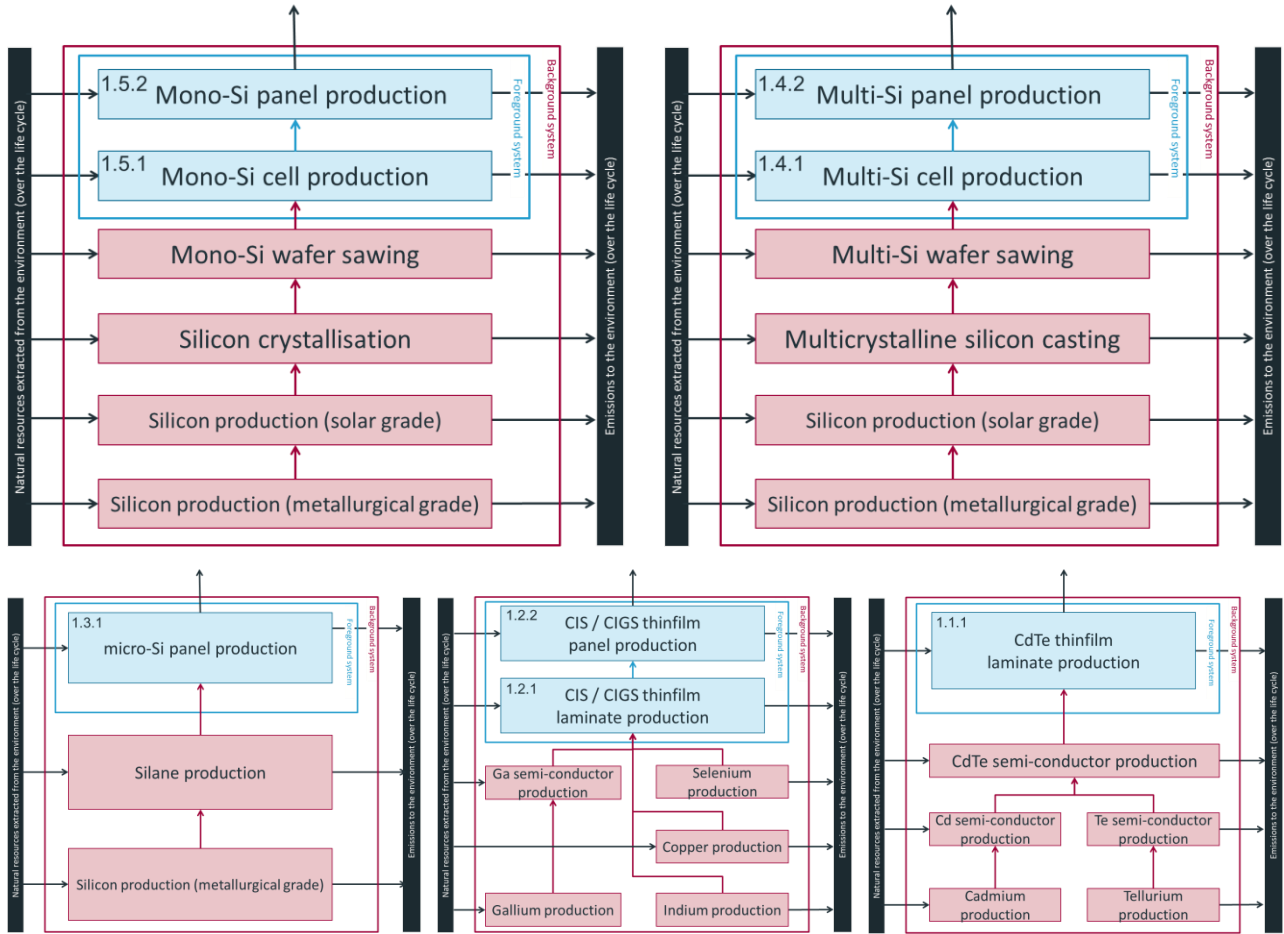 Natural resources extracted from the environment (over the life cycle)
1.5.2
Mono-Si panel production
1.5.1
Mono-Si cell production
Mono-Si wafer sawing
Silicon crystallisation
Silicon production (solar grade)
Silicon production (metallurgical grade)
Foreground system
Background system
Emissions to the environment (over the life cycle)
Natural resources extracted from the environment (over the life cycle)
1.4.2
Multi-Si panel production
1.4.1
Multi-Si cell production
Multi-Si wafer sawing
Multicrystalline silicon casting
Silicon production (solar grade)
Silicon production (metallurgical grade)
Foreground system
Background system
Emissions to the environment (over the life cycle)
Natural resources extracted from the environment (over the life cycle)
1.3.1
micro-Si panel production
Silane production
Silicon production (metallurgical grade)
Foreground system
Background system
Emissions to the environment (over the life cycle)
Natural resources extracted from the environment (over the life cycle)
1.2.2
CIS / CIGS thinfilm
panel production
1.2.1
CIS / CIGS thinfilm
laminate production
Ga semi-conductor
production
Selenium
production
Copper production
Gallium production
Indium production
Foreground system
Background system
Emissions to the environment (over the life cycle)
Natural resources extracted from the environment (over the life cycle)
1.1.1
CdTe thinfilm
laminate production
CdTe semi-conductor production
Cd semi-conductor
production
Te semi-conductor
production
Cadmium
production
Tellurium
production
Foreground system
Background system
Emissions to the environment (over the life cycle)